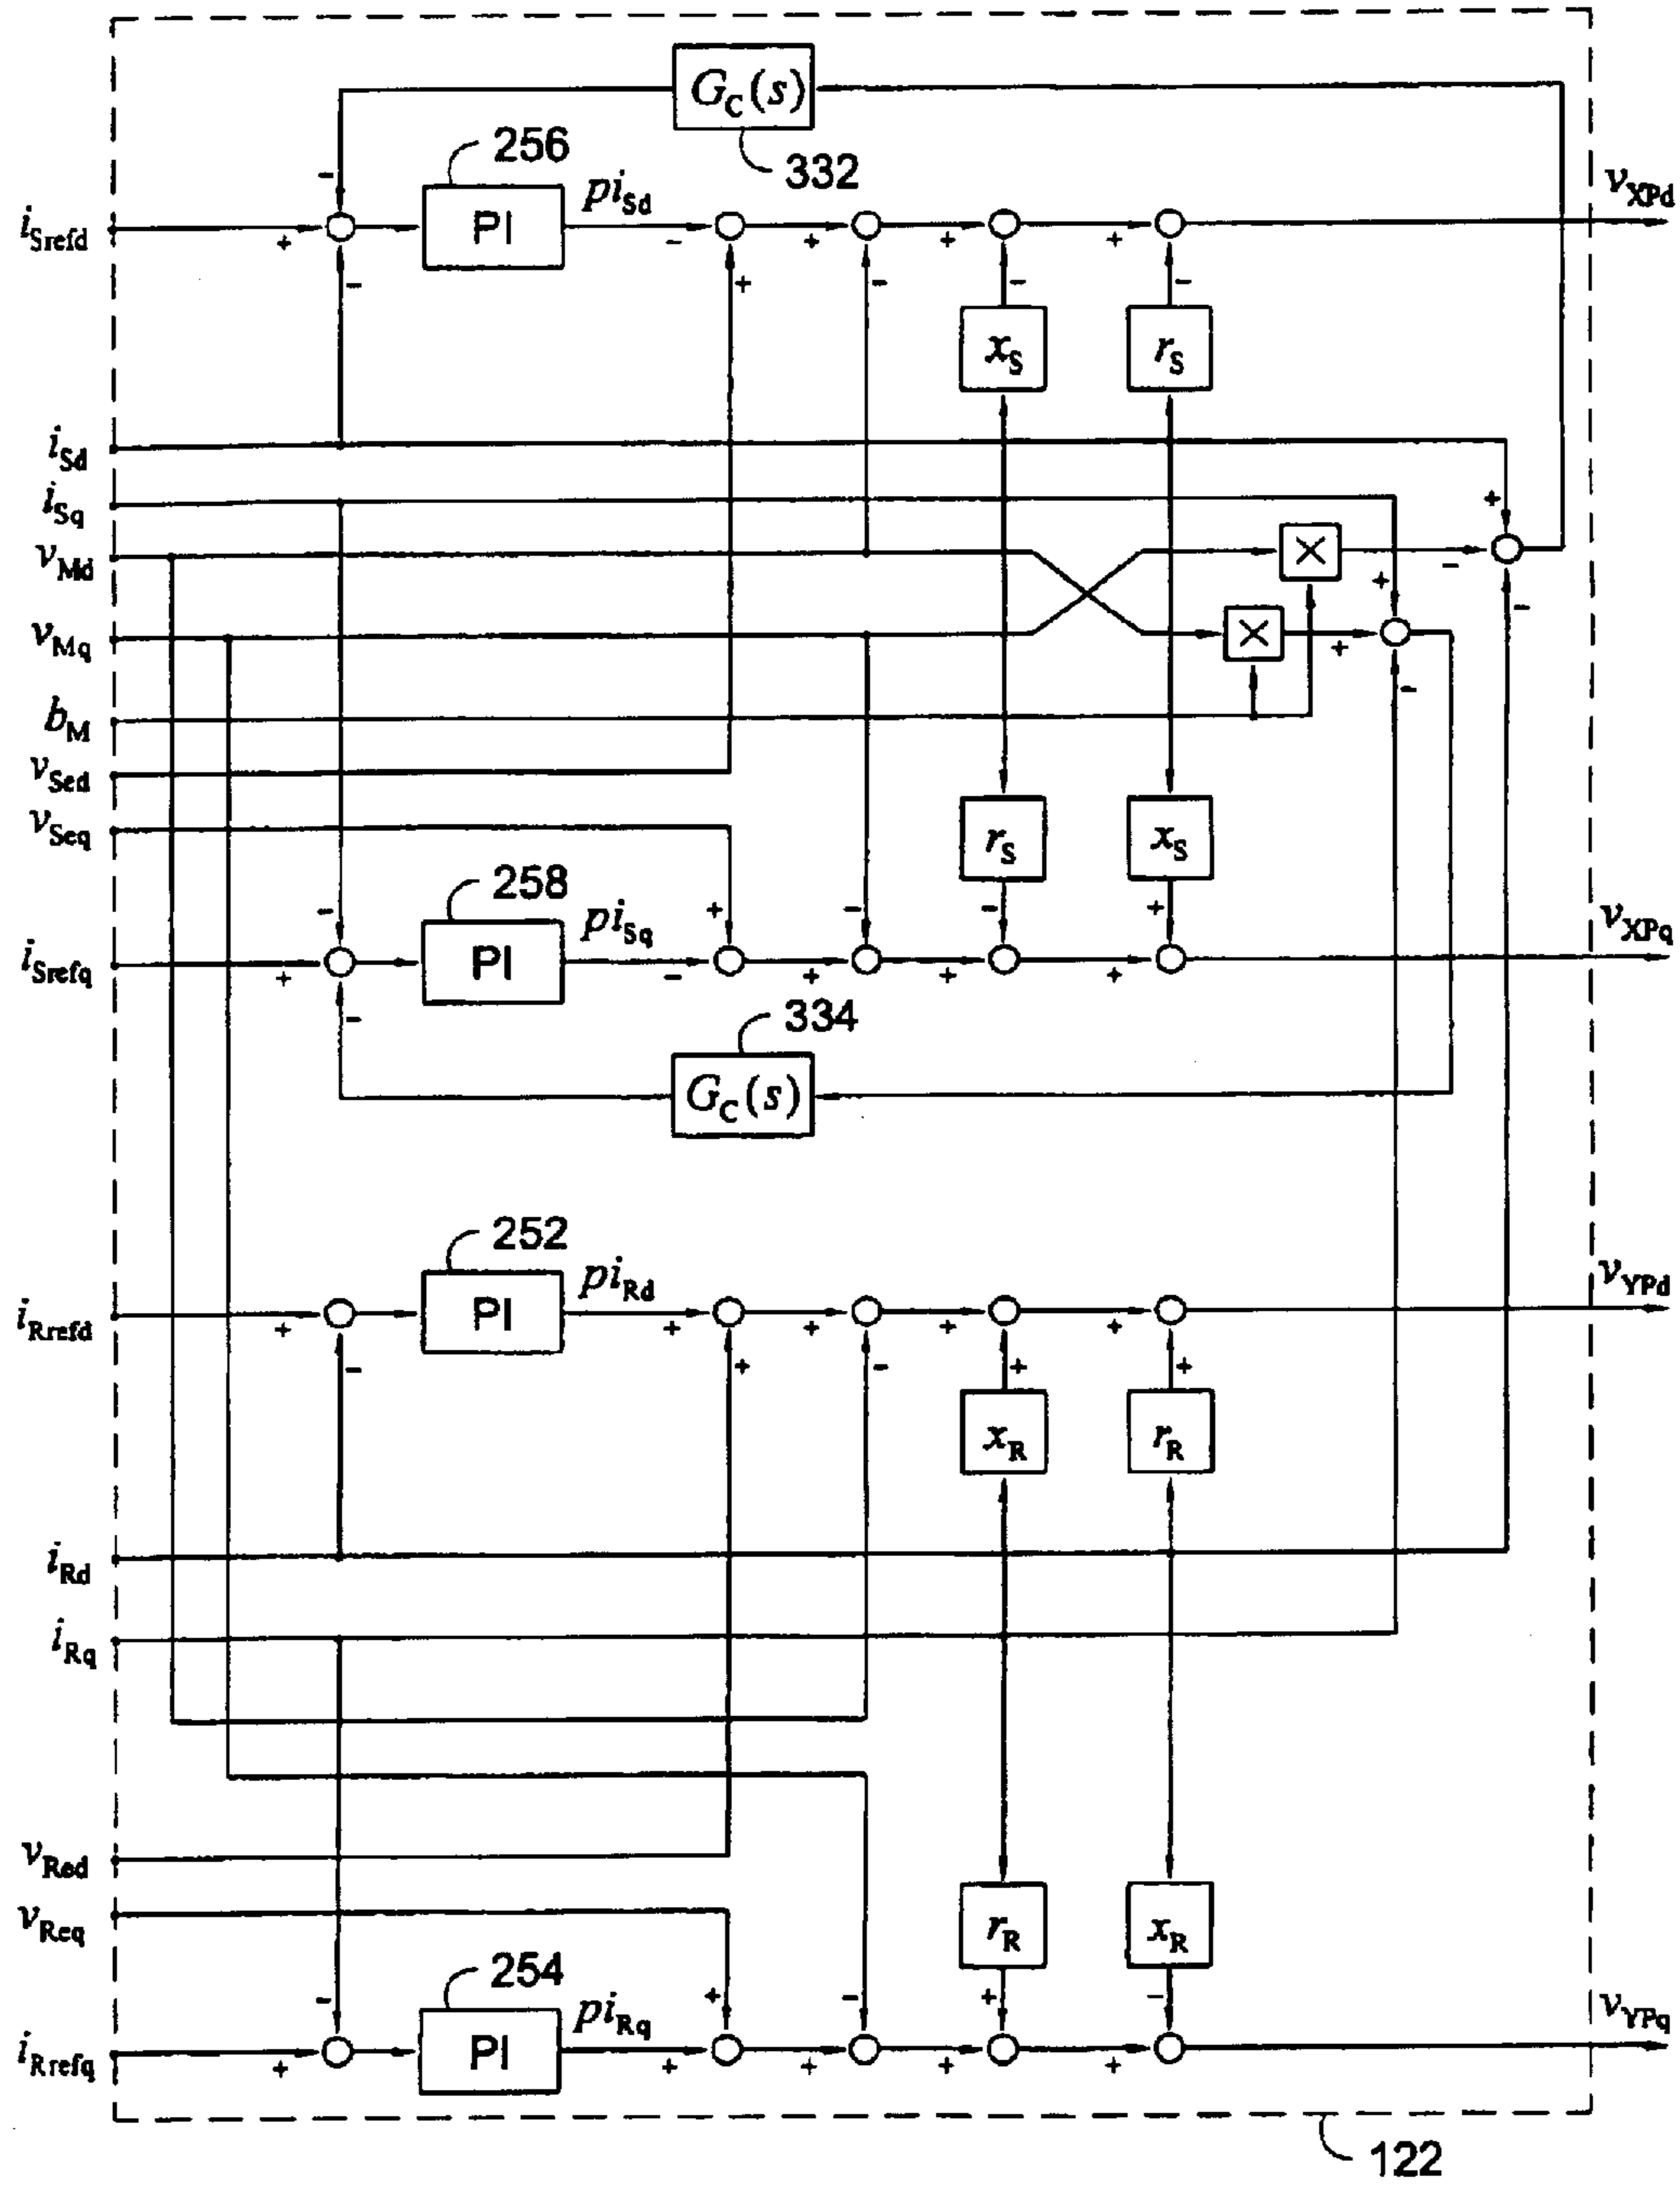 G_C(s)
332
256
i_Srefd
PI
pi_Sd
v_XPd
x_S
r_S
i_Sd
i_Sq
v_Md
v_Mq
b_M
v_Sed
v_Seq
r_S
x_S
258
i_Srefq
PI
pi_Sq
v_XPq
334
G_C(s)
252
i_Rrefd
PI
pi_Rd
v_YPd
x_R
r_R
i_Rd
i_Rq
v_Red
v_Req
r_R
x_R
254
i_Rrefq
PI
pi_Rq
v_YPq
122